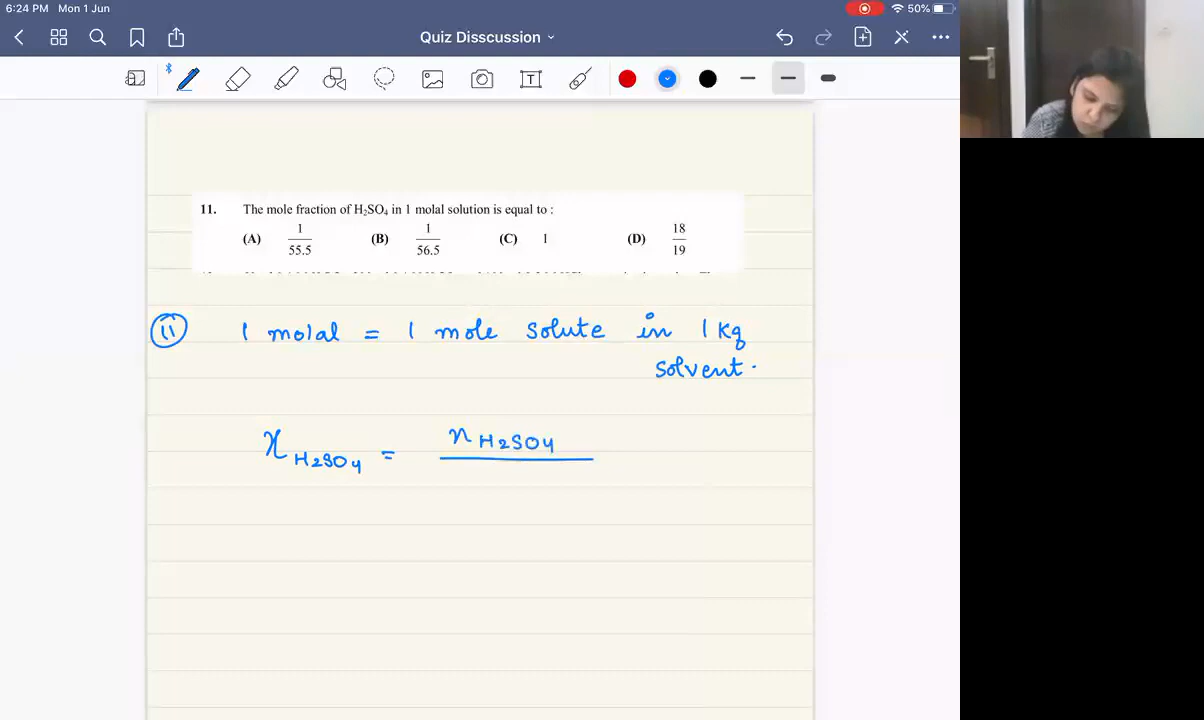 6:24 PM Mon 1 Jun
50%
Quiz Disscussion
11. The mole fraction of H₂SO₄ in 1 molal solution is equal to :
(A) 1/55.5 (B) 1/56.5 (C) 1 (D) 18/19
11 1 molal = 1 mole solute in 1 Kg
solvent.
x H₂SO₄ = n H₂SO₄